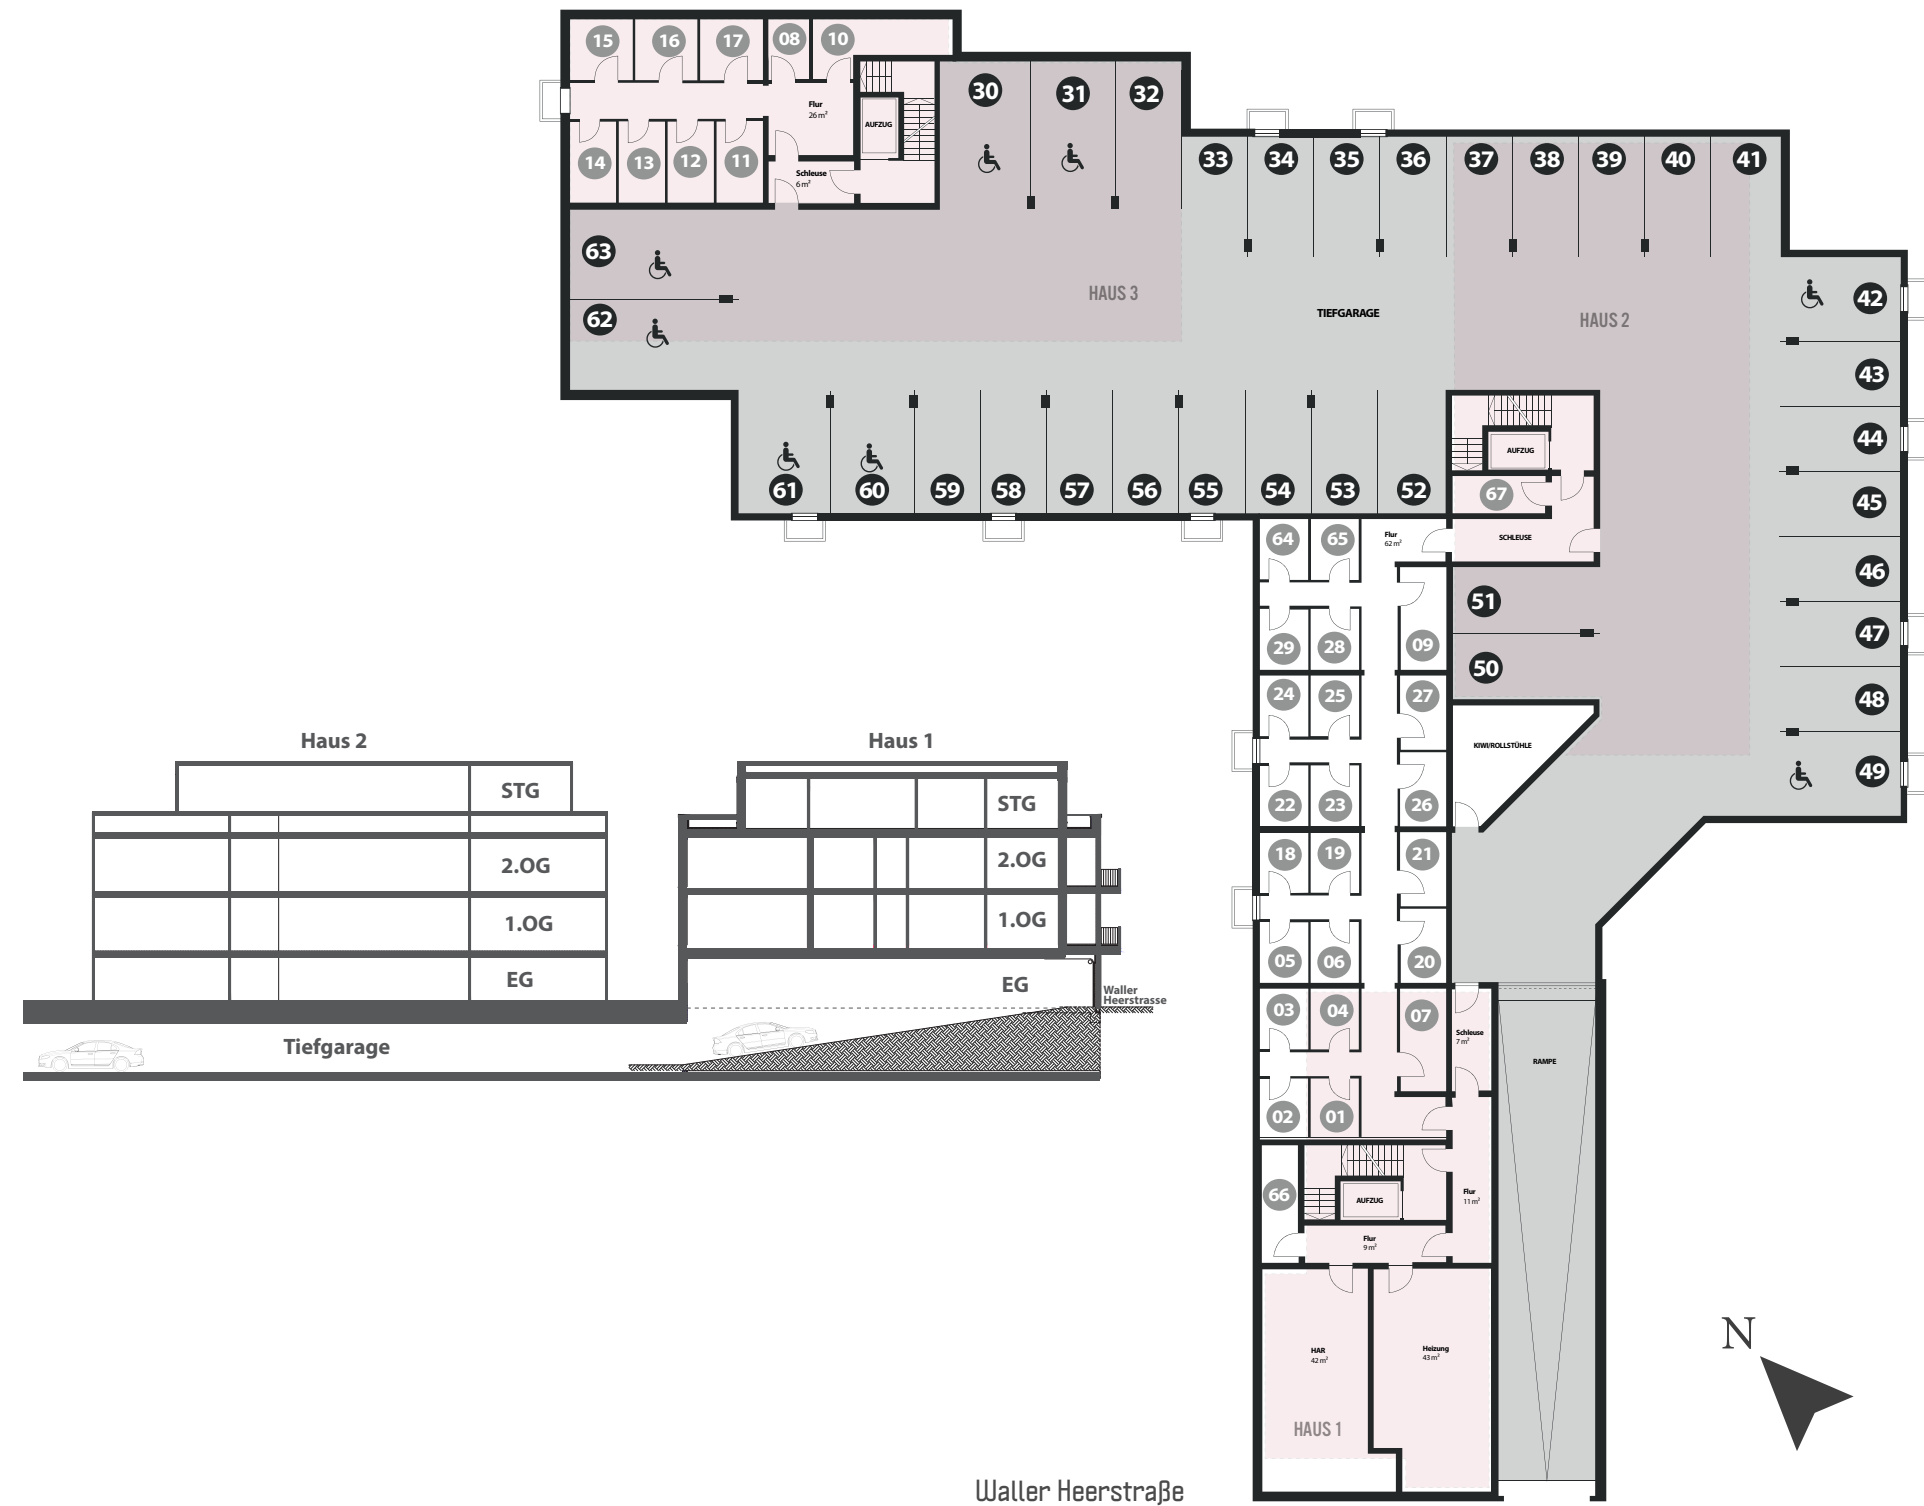 15 16 17 08 10
Flur
26 m²
AUFZUG
14 13 12 11
Schleuse
6 m²
30 31 32
33 34 35 36 37 38 39 40 41
63
62
HAUS 3
TIEFGARAGE
HAUS 2
42
43
44
45
46
47
48
49
61 60 59 58 57 56 55 54 53 52
AUFZUG
67
SCHLEUSE
64 65
Flur
62 m²
51
50
29 28 09
24 25 27
KIWI/ROLLSTÜHLE
22 23 26
18 19 21
05 06 20
03 04 07
Schleuse
7 m²
RAMPE
02 01
66
AUFZUG
Flur
11 m²
Flur
9 m²
HAR
42 m²
Heizung
43 m²
HAUS 1
N
Haus 2
STG
2.OG
1.OG
EG
Haus 1
STG
2.OG
1.OG
EG
Waller
Heerstrasse
Tiefgarage
Waller Heerstraße